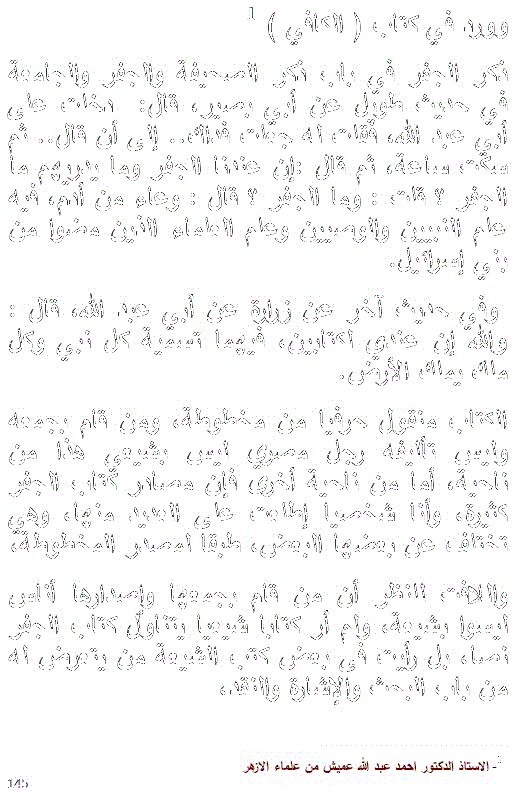 وورد في كتاب ( الكافي ) 1
ذكر الجفر في باب ذكر الصحيفة والجفر والجامعة
في حديث طويل عن أبي بصير، قال: دخلت على
أبي عبد الله، فقلت له جعلت فداك.. إلى أن قال.. ثم
سكت ساعة، ثم قال :إن عندنا الجفر وما يدريهم ما
الجفر ؟ قلت : وما الجفر ؟ قال : وعاء من أدم، فيه
علم النبيين والوصيين وعلم العلماء الذين مضوا من
بني إسرائيل.
وفي حديث آخر عن زرارة عن أبي عبد الله، قال :
والله إن عندي لكتابين، فيهما تسمية كل نبي وكل
ملك يملك الأرض.
الكتاب منقول حرفيا من مخطوطة، ومن قام بجمعه
وليس تأليفه رجل مصري ليس بشيعي هذا من
ناحية، أما من ناحية أخرى فإن مصادر كتاب الجفر
كثيرة، وأنا شخصيا إطلعت على العديد منها، وهي
تختلف عن بعضها البعض، طبقا لمصدر المخطوطة،
واللافت للنظر أن من قام بجمعها وإصدارها أناس
ليسوا بشيعة، ولم أر كتابا شيعيا يتناول كتاب الجفر
نصا، بل رأيت في بعض كتب الشيعة من يتعرض له
من باب البحث والإشارة والنقد،
1- الاستاذ الدكتور احمد عبد الله عميش من علماء الازهر
145